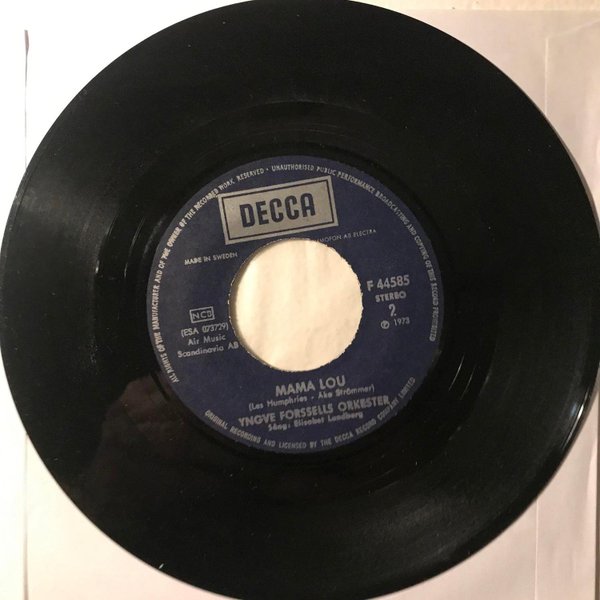 ALL RIGHTS OF THE MANUFACTURER AND OF THE OWNER OF THE RECORDED WORK RESERVED • UNAUTHORISED PUBLIC PERFORMANCE BROADCASTING AND COPYING OF THIS RECORD PROHIBITED
DECCA
MADE IN SWEDEN
AB ELECTRA
F 44585
STEREO
2
℗ 1973
NCB
(ESA 073729)
Air Music
Scandinavia AB
MAMA LOU
(Les Humphries - Åke Strömmer)
YNGVE FORSSELLS ORKESTER
Sång: Elisabet Lundberg
ORIGINAL RECORDING AND LICENSED BY THE DECCA RECORD COMPANY LIMITED